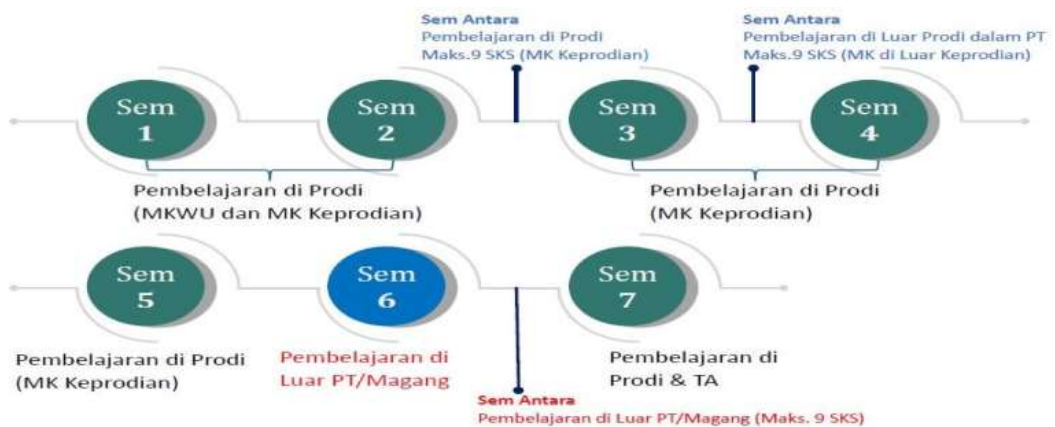 Sem Antara
Pembelajaran di Prodi
Maks.9 SKS (MK Keprodian)
Sem Antara
Pembelajaran di Luar Prodi dalam PT
Maks.9 SKS (MK di Luar Keprodian)
Sem
1
Sem
2
Sem
3
Sem
4
Pembelajaran di Prodi
(MKWU dan MK Keprodian)
Pembelajaran di Prodi
(MK Keprodian)
Sem
5
Sem
6
Sem
7
Pembelajaran di Prodi
(MK Keprodian)
Pembelajaran di
Luar PT/Magang
Pembelajaran di
Prodi & TA
Sem Antara
Pembelajaran di Luar PT/Magang (Maks. 9 SKS)